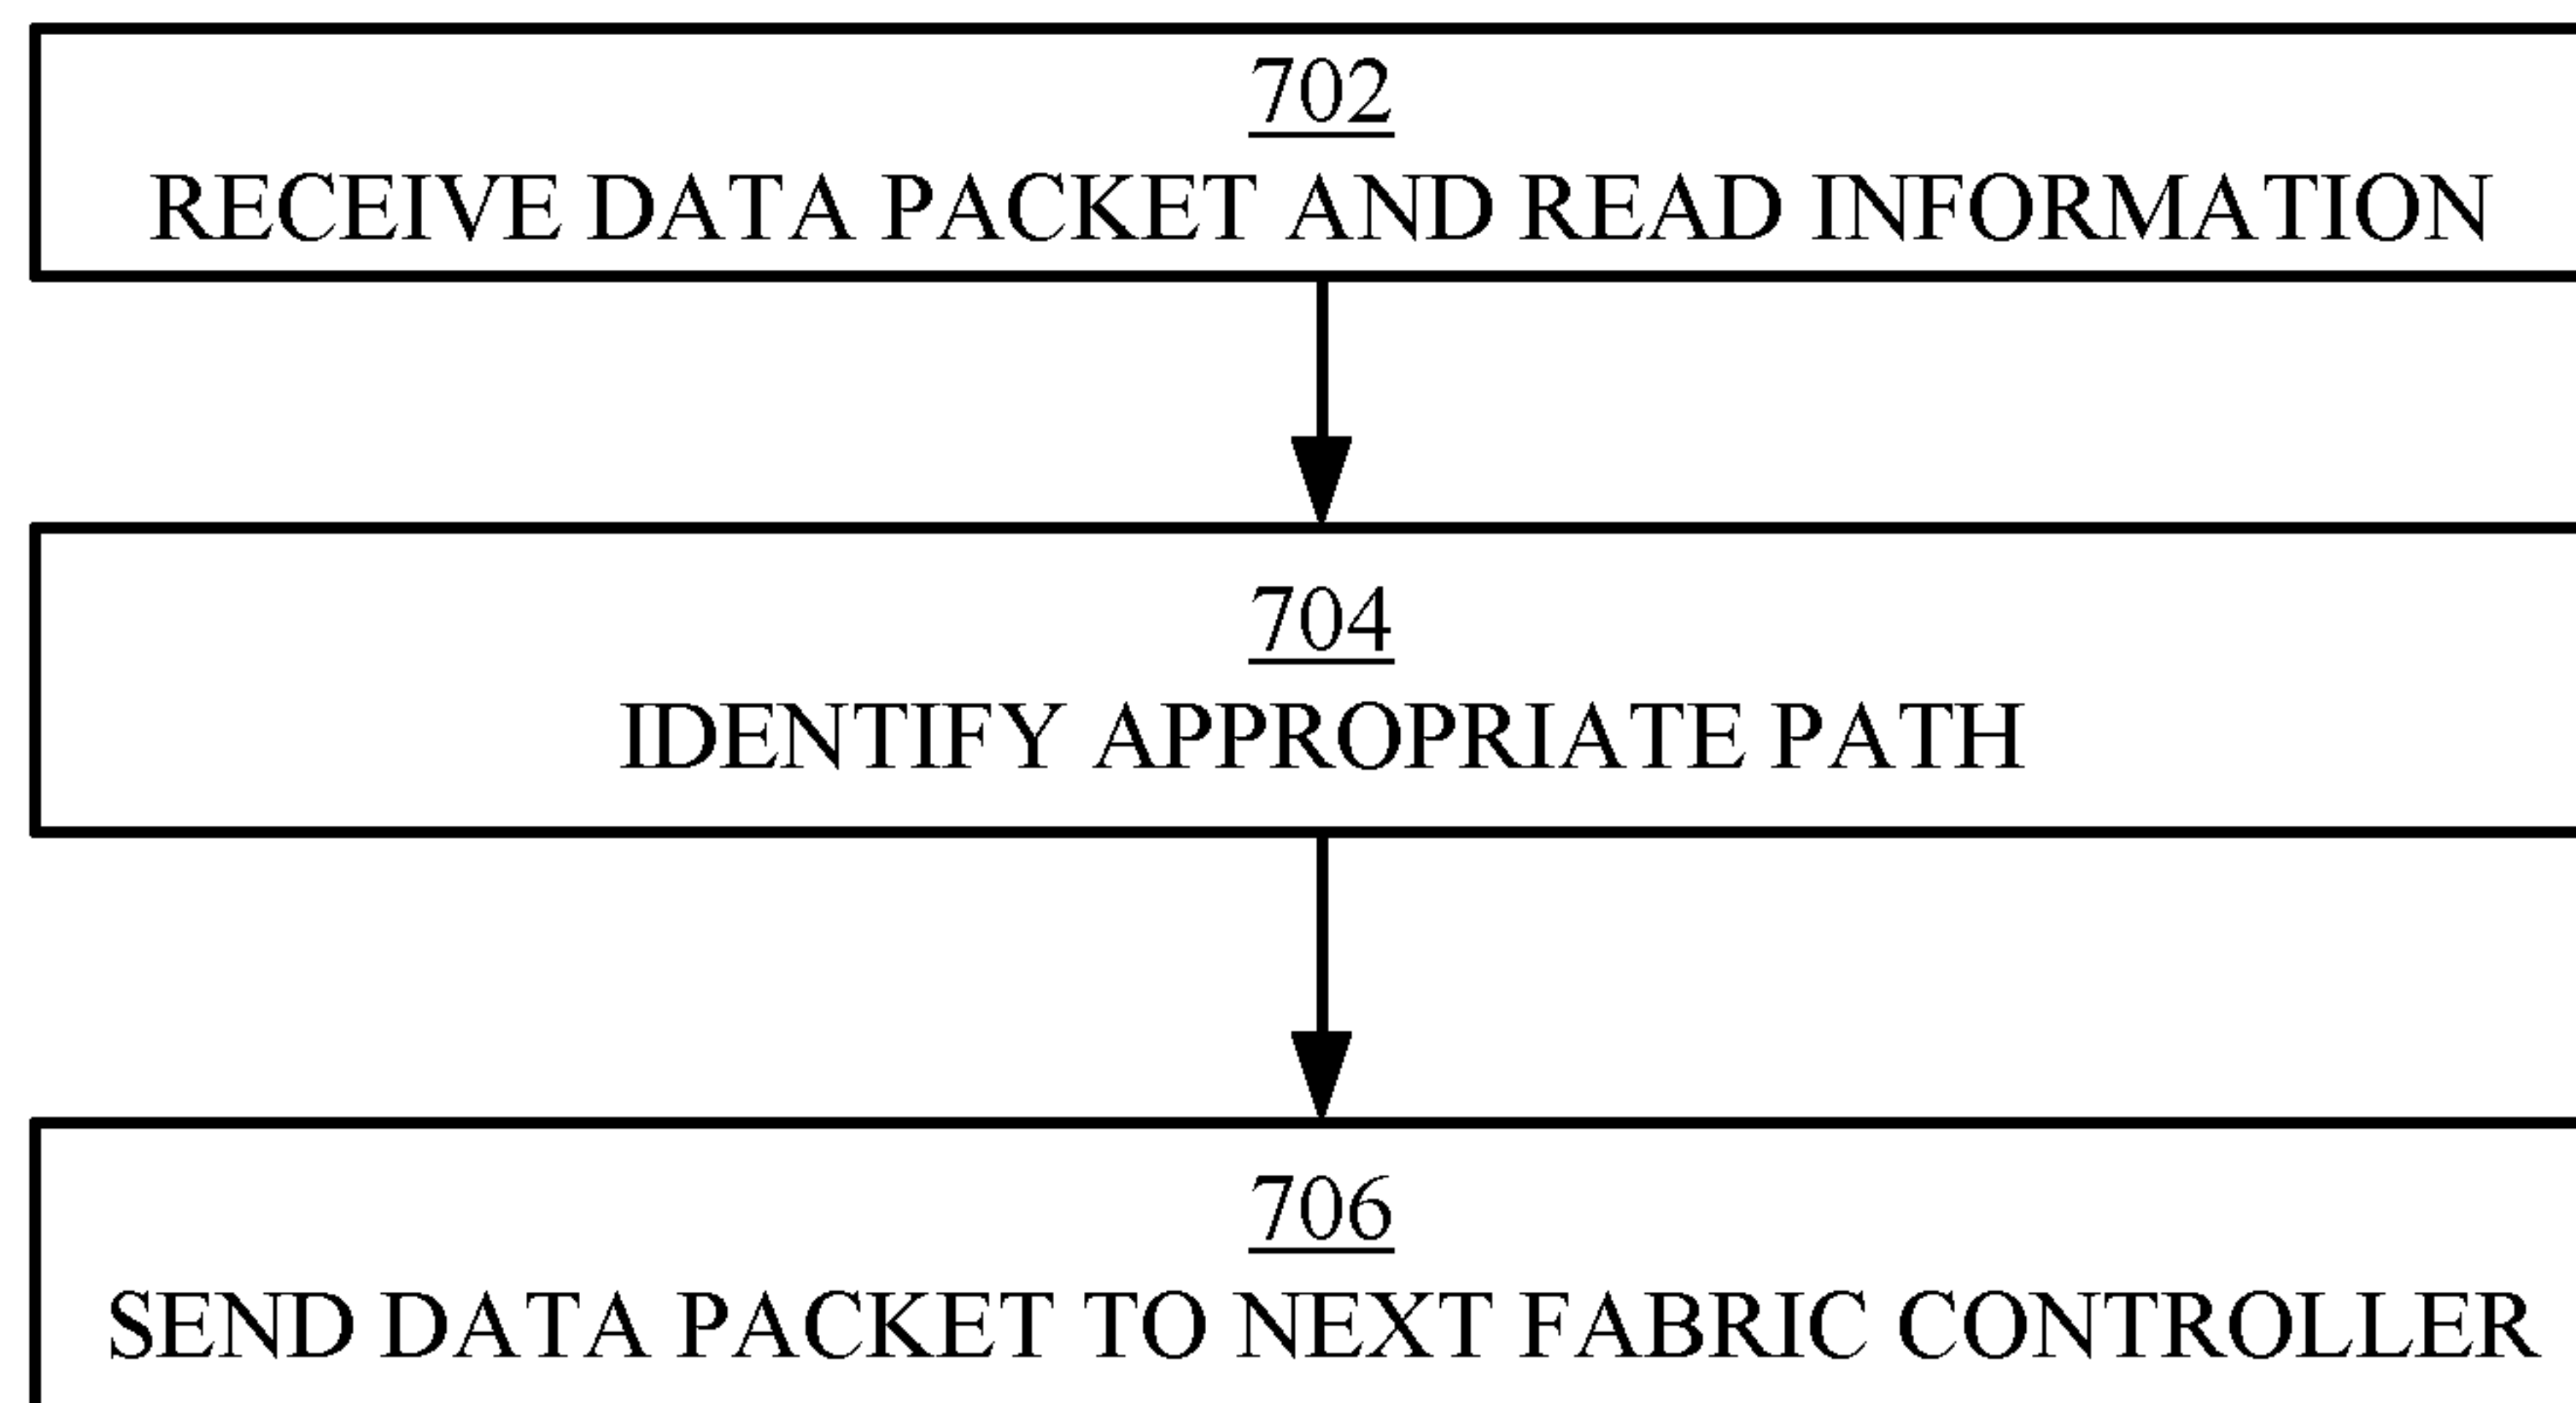 702
RECEIVE DATA PACKET AND READ INFORMATION
704
IDENTIFY APPROPRIATE PATH
706
SEND DATA PACKET TO NEXT FABRIC CONTROLLER